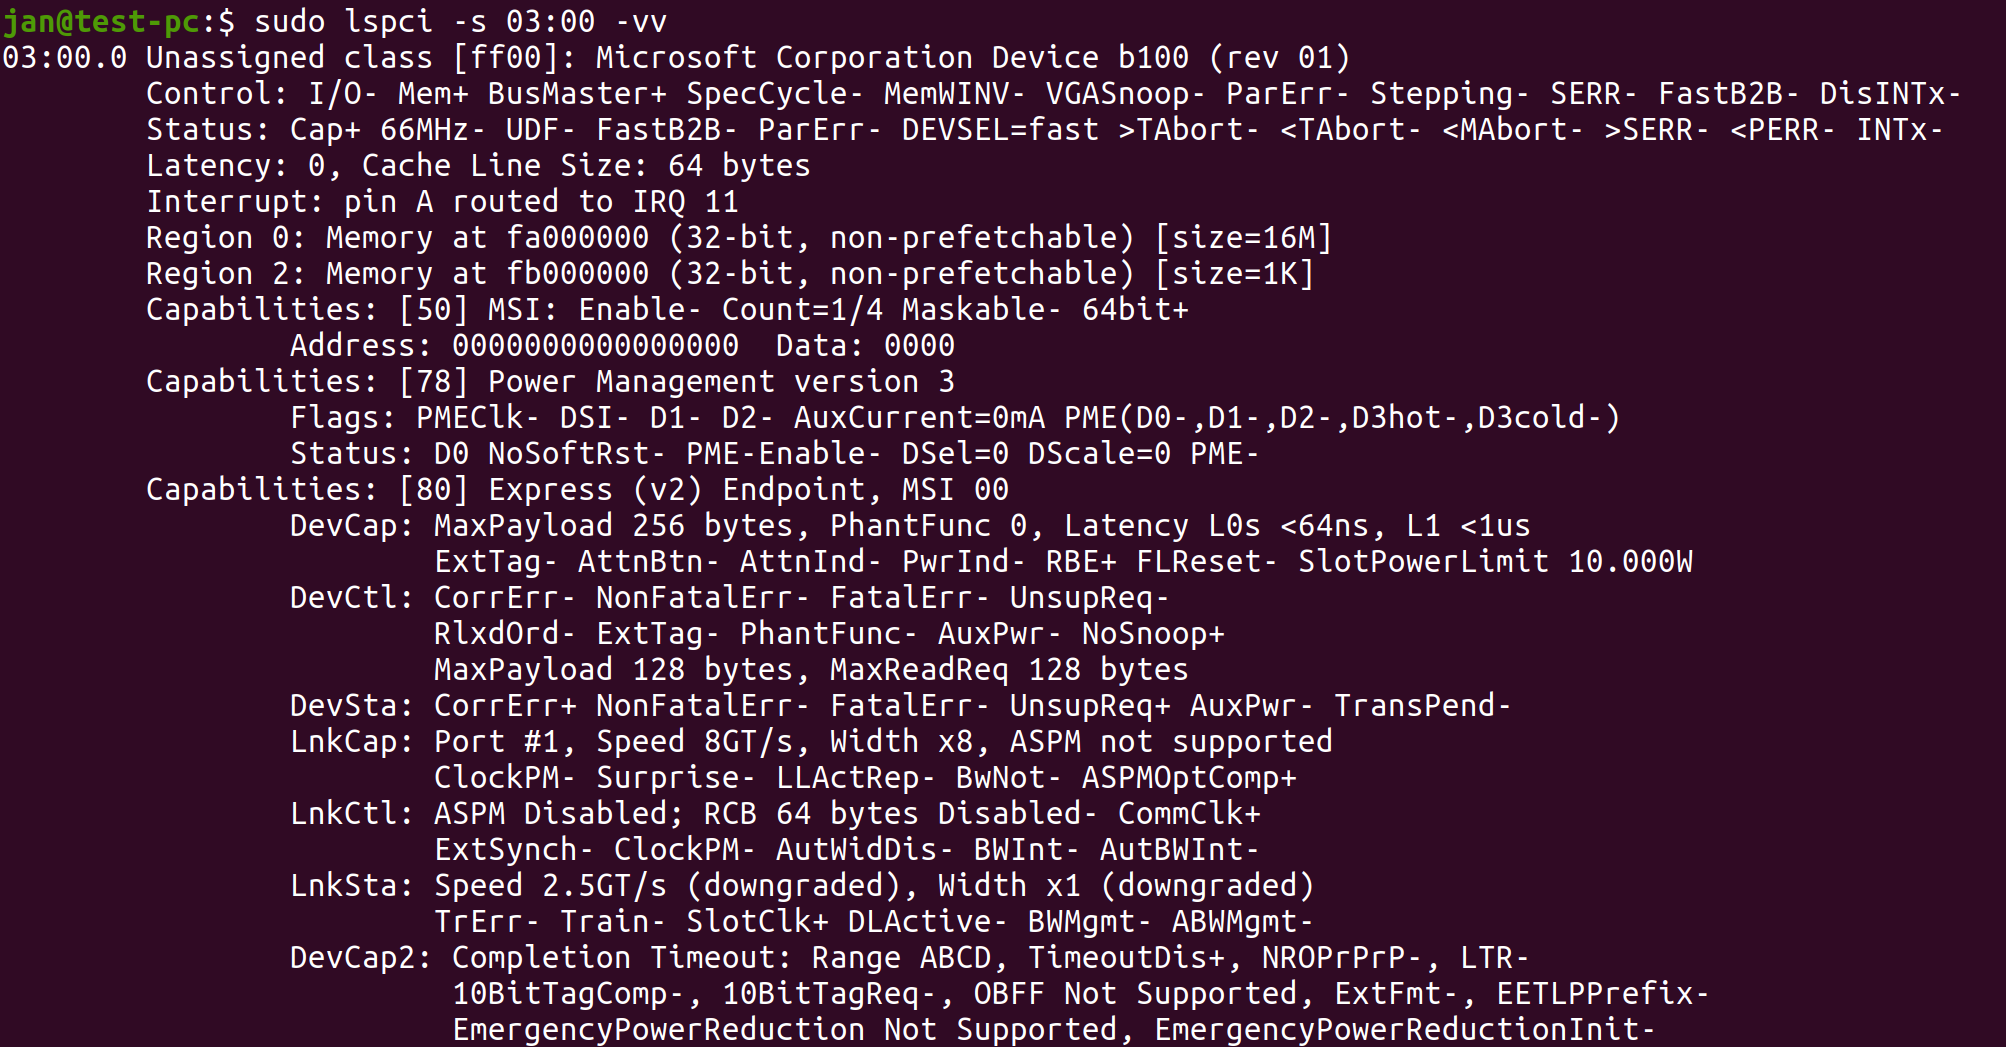 jan@test-pc:$ sudo lspci -s 03:00 -vv
03:00.0 Unassigned class [ff00]: Microsoft Corporation Device b100 (rev 01)
Control: I/O- Mem+ BusMaster+ SpecCycle- MemWINV- VGASnoop- ParErr- Stepping- SERR- FastB2B- DisINTx-
Status: Cap+ 66MHz- UDF- FastB2B- ParErr- DEVSEL=fast >TAbort- <TAbort- <MAbort- >SERR- <PERR- INTx-
Latency: 0, Cache Line Size: 64 bytes
Interrupt: pin A routed to IRQ 11
Region 0: Memory at fa000000 (32-bit, non-prefetchable) [size=16M]
Region 2: Memory at fb000000 (32-bit, non-prefetchable) [size=1K]
Capabilities: [50] MSI: Enable- Count=1/4 Maskable- 64bit+
Address: 0000000000000000  Data: 0000
Capabilities: [78] Power Management version 3
Flags: PMEClk- DSI- D1- D2- AuxCurrent=0mA PME(D0-,D1-,D2-,D3hot-,D3cold-)
Status: D0 NoSoftRst- PME-Enable- DSel=0 DScale=0 PME-
Capabilities: [80] Express (v2) Endpoint, MSI 00
DevCap: MaxPayload 256 bytes, PhantFunc 0, Latency L0s <64ns, L1 <1us
ExtTag- AttnBtn- AttnInd- PwrInd- RBE+ FLReset- SlotPowerLimit 10.000W
DevCtl: CorrErr- NonFatalErr- FatalErr- UnsupReq-
RlxdOrd- ExtTag- PhantFunc- AuxPwr- NoSnoop+
MaxPayload 128 bytes, MaxReadReq 128 bytes
DevSta: CorrErr+ NonFatalErr- FatalErr- UnsupReq+ AuxPwr- TransPend-
LnkCap: Port #1, Speed 8GT/s, Width x8, ASPM not supported
ClockPM- Surprise- LLActRep- BwNot- ASPMOptComp+
LnkCtl: ASPM Disabled; RCB 64 bytes Disabled- CommClk+
ExtSynch- ClockPM- AutWidDis- BWInt- AutBWInt-
LnkSta: Speed 2.5GT/s (downgraded), Width x1 (downgraded)
TrErr- Train- SlotClk+ DLActive- BWMgmt- ABWMgmt-
DevCap2: Completion Timeout: Range ABCD, TimeoutDis+, NROPrPrP-, LTR-
10BitTagComp-, 10BitTagReq-, OBFF Not Supported, ExtFmt-, EETLPPrefix-
EmergencyPowerReduction Not Supported, EmergencyPowerReductionInit-